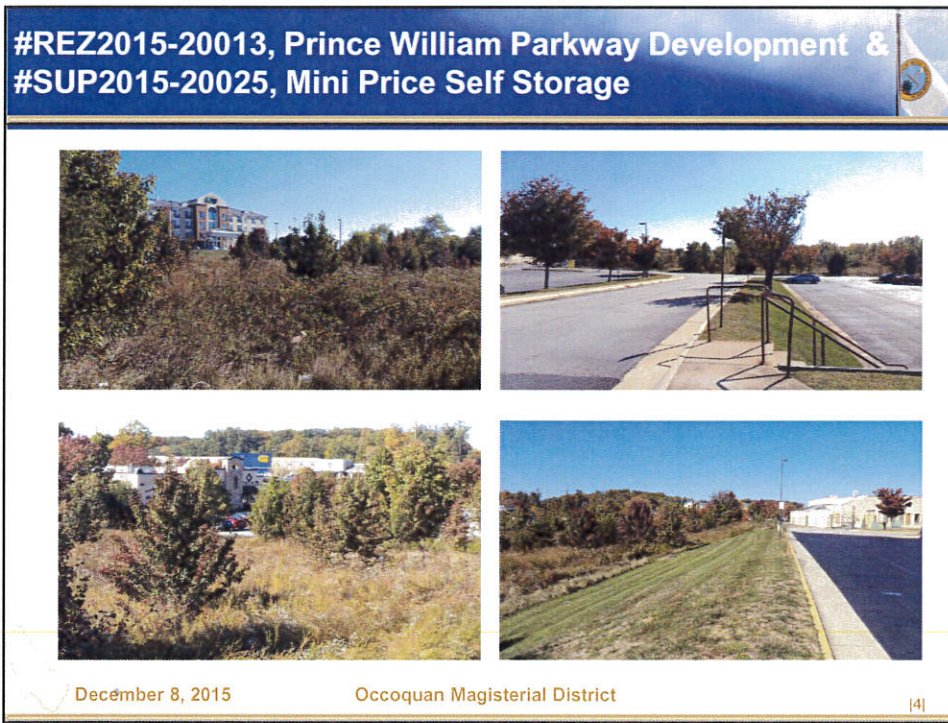 #REZ2015-20013, Prince William Parkway Development &
#SUP2015-20025, Mini Price Self Storage
December 8, 2015
Occoquan Magisterial District
|4|